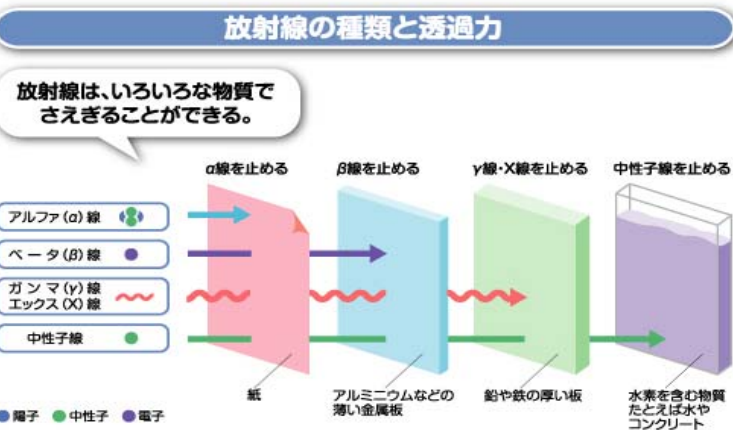 放射線の種類と透過力
放射線は、いろいろな物質で
さえぎることができる。
α線を止める
β線を止める
γ線・X線を止める
中性子線を止める
アルファ(α)線
ベータ(β)線
ガンマ(γ)線
エックス(X)線
中性子線
紙
アルミニウムなどの
薄い金属板
鉛や鉄の厚い板
水素を含む物質
たとえば水や
コンクリート
陽子 中性子 電子